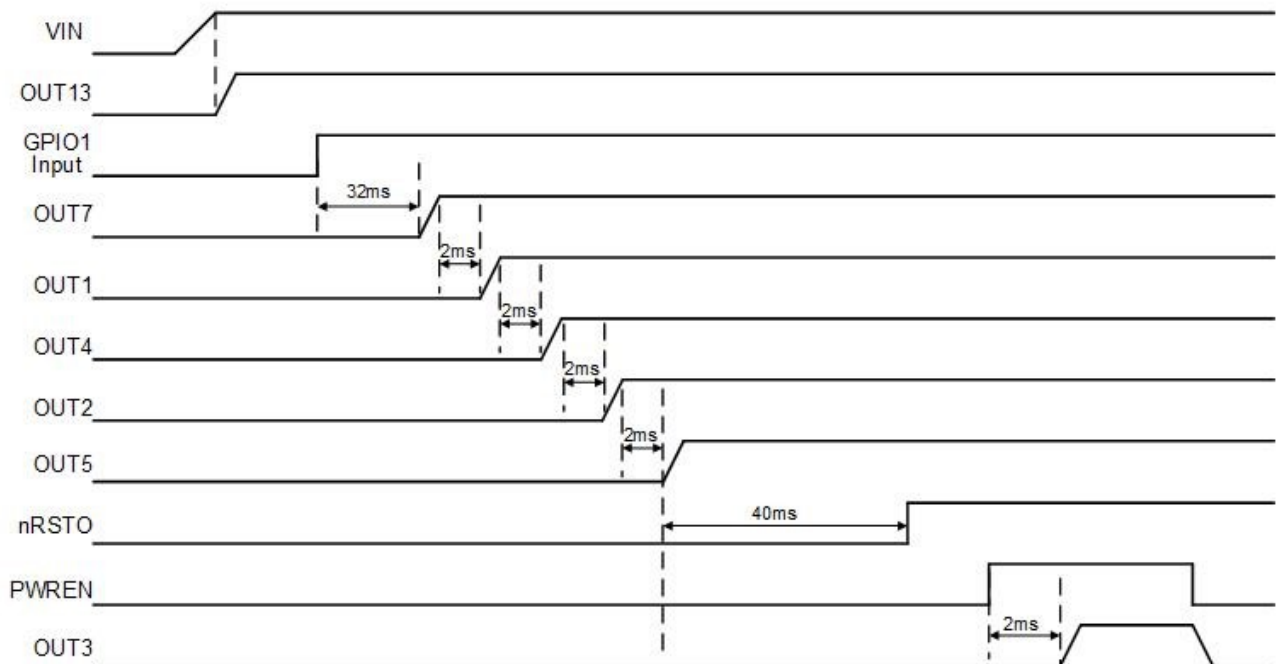 VIN
OUT13
GPIO1
Input
32ms
OUT7
2ms
OUT1
2ms
OUT4
2ms
OUT2
2ms
OUT5
40ms
nRSTO
PWREN
2ms
OUT3